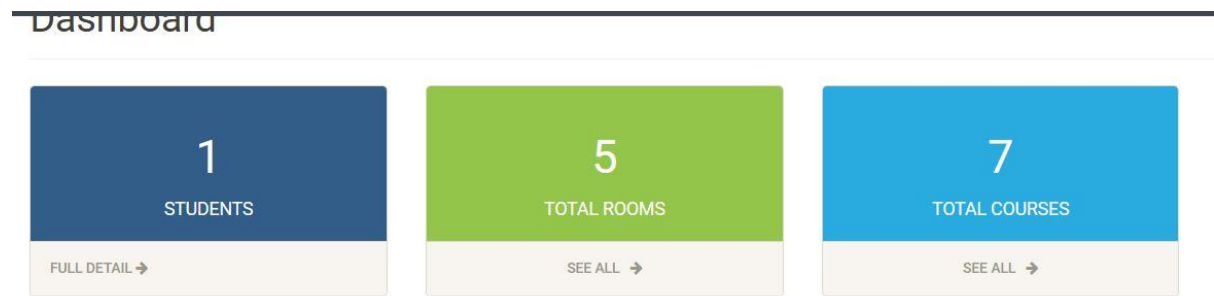 Dashboard
1
STUDENTS
FULL DETAIL
5
TOTAL ROOMS
SEE ALL
7
TOTAL COURSES
SEE ALL